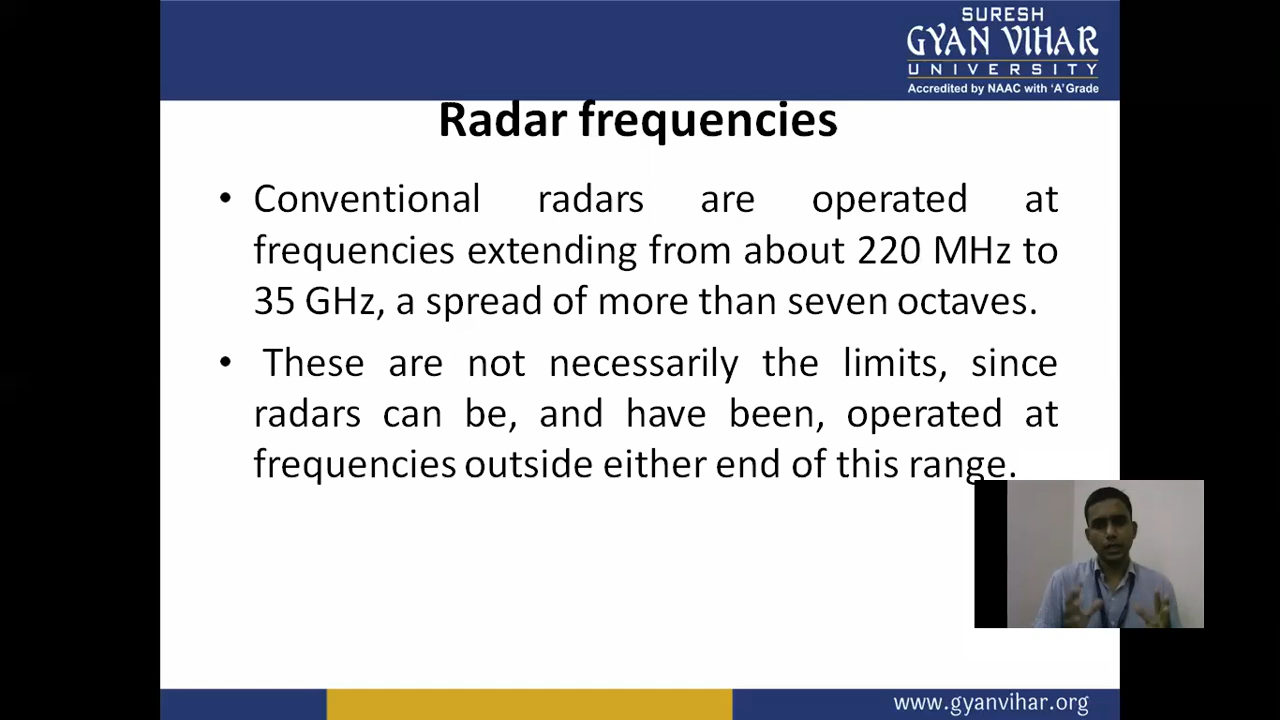 SURESH
GYAN VIHAR
UNIVERSITY
Accredited by NAAC with 'A' Grade
Radar frequencies
• Conventional radars are operated at
frequencies extending from about 220 MHz to
35 GHz, a spread of more than seven octaves.
• These are not necessarily the limits, since
radars can be, and have been, operated at
frequencies outside either end of this range.
www.gyanvihar.org